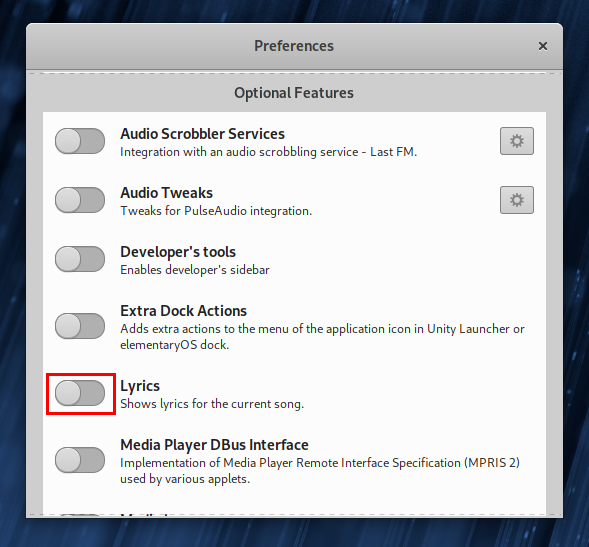 Preferences
Optional Features
Audio Scrobbler Services
Integration with an audio scrobbling service – Last FM.
Audio Tweaks
Tweaks for PulseAudio integration.
Developer's tools
Enables developer's sidebar
Extra Dock Actions
Adds extra actions to the menu of the application icon in Unity Launcher or
elementaryOS dock.
Lyrics
Shows lyrics for the current song.
Media Player DBus Interface
Implementation of Media Player Remote Interface Specification (MPRIS 2)
used by various applets.